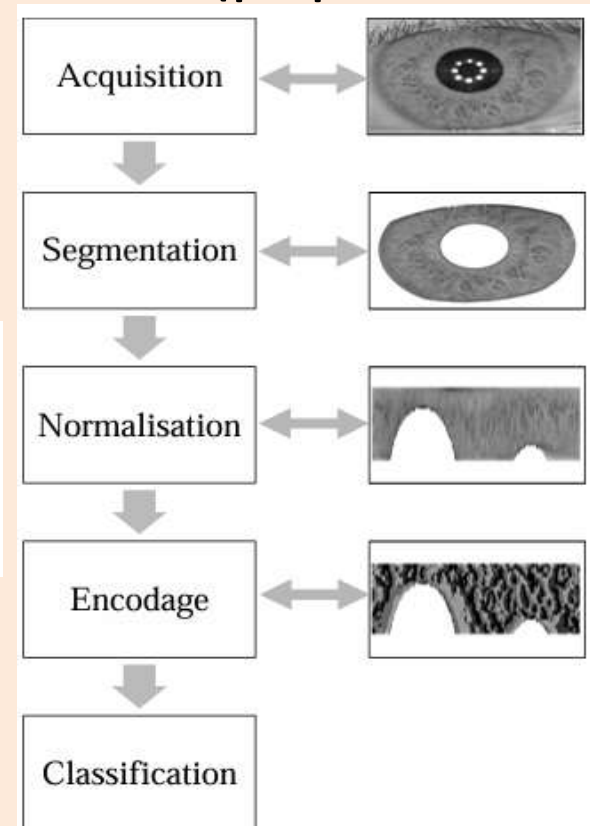 Acquisition
Segmentation
Normalisation
Encodage
Classification